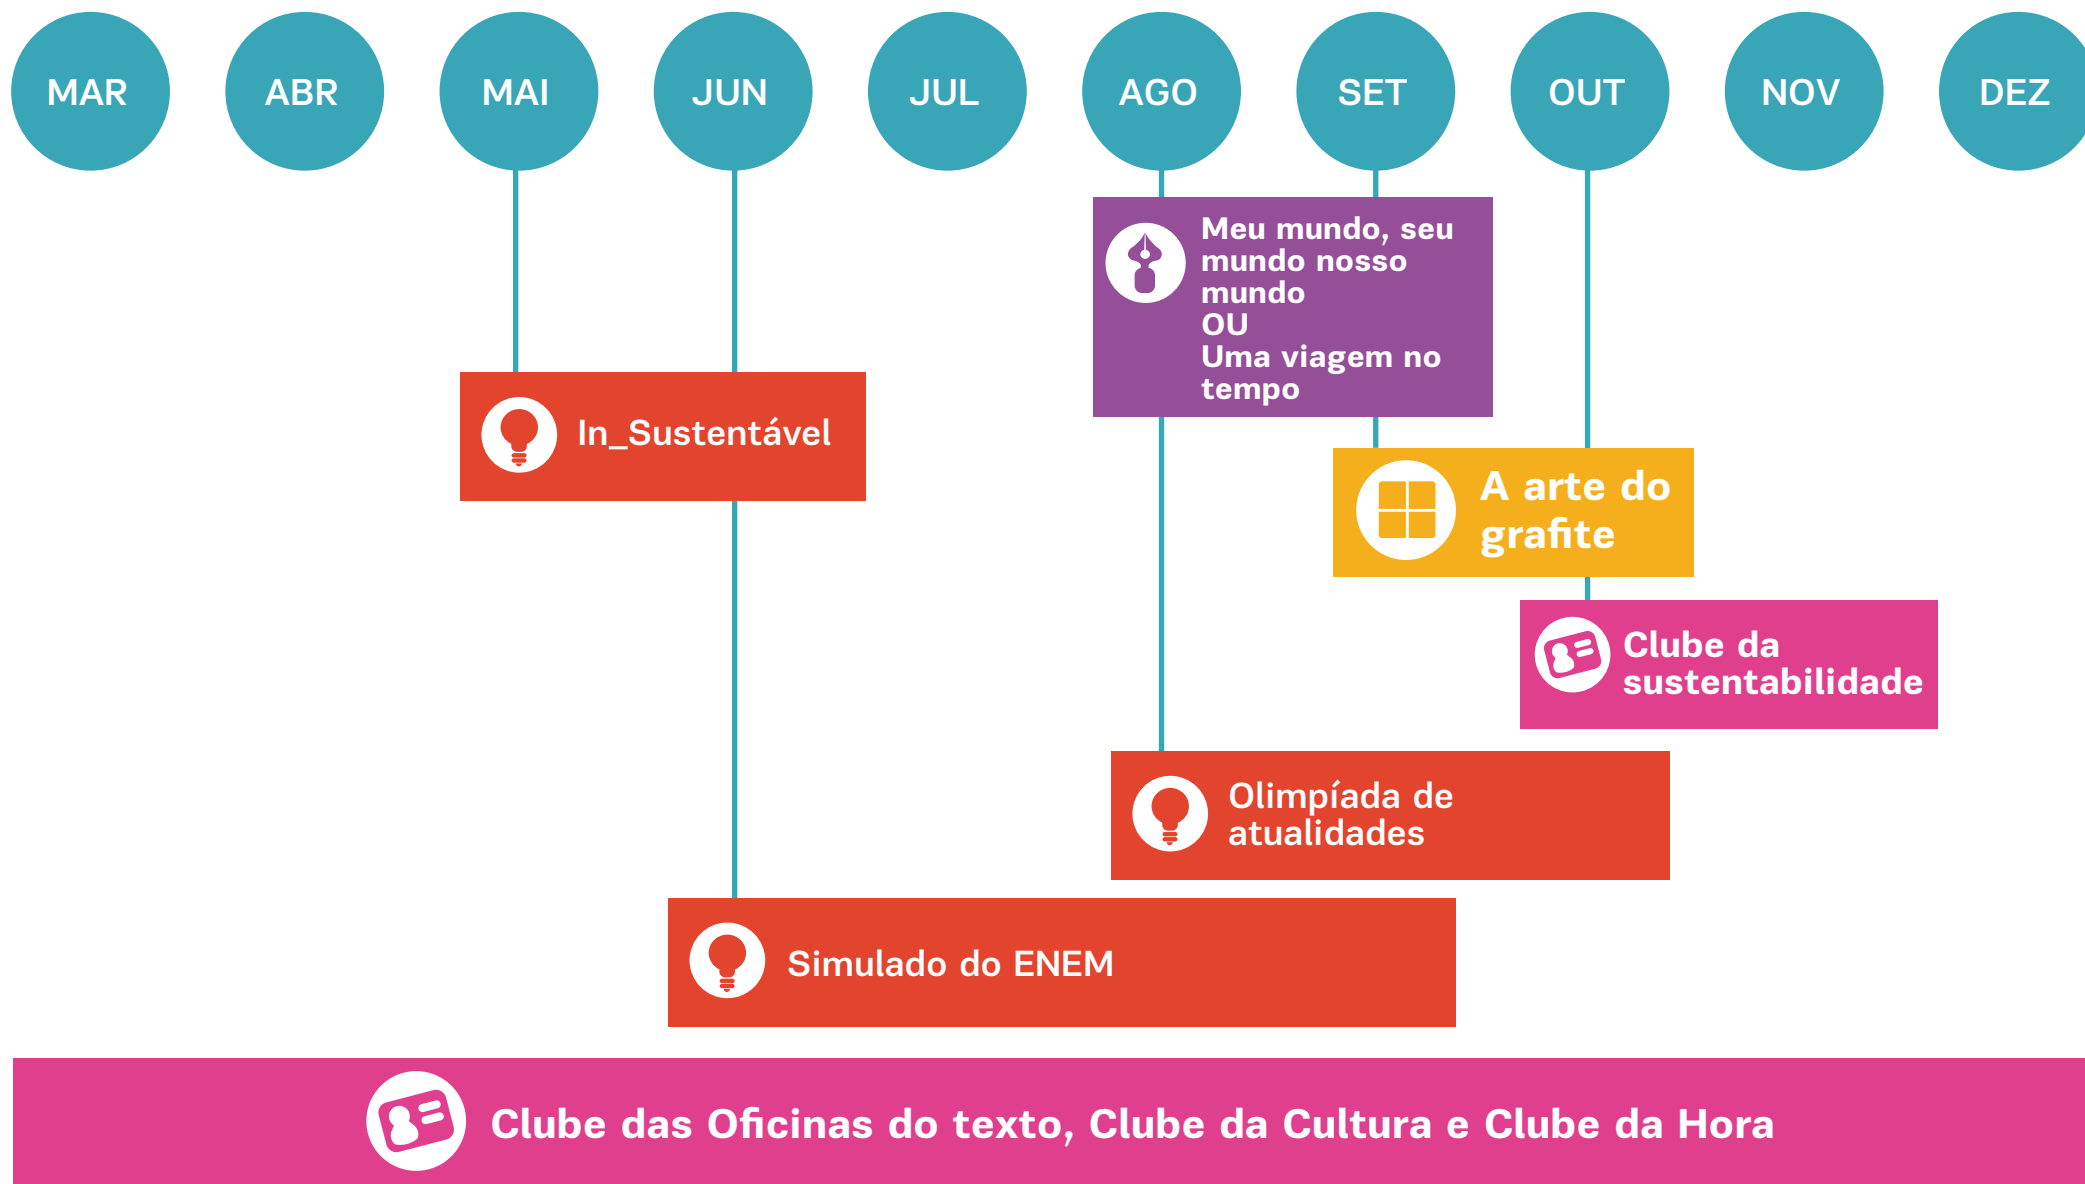 MAR
ABR
MAI
JUN
JUL
AGO
SET
OUT
NOV
DEZ
Meu mundo, seu
mundo nosso
mundo
OU
Uma viagem no
tempo
In_Sustentável
A arte do
grafite
Clube da
sustentabilidade
Olimpíada de
atualidades
Simulado do ENEM
Clube das Oficinas do texto, Clube da Cultura e Clube da Hora